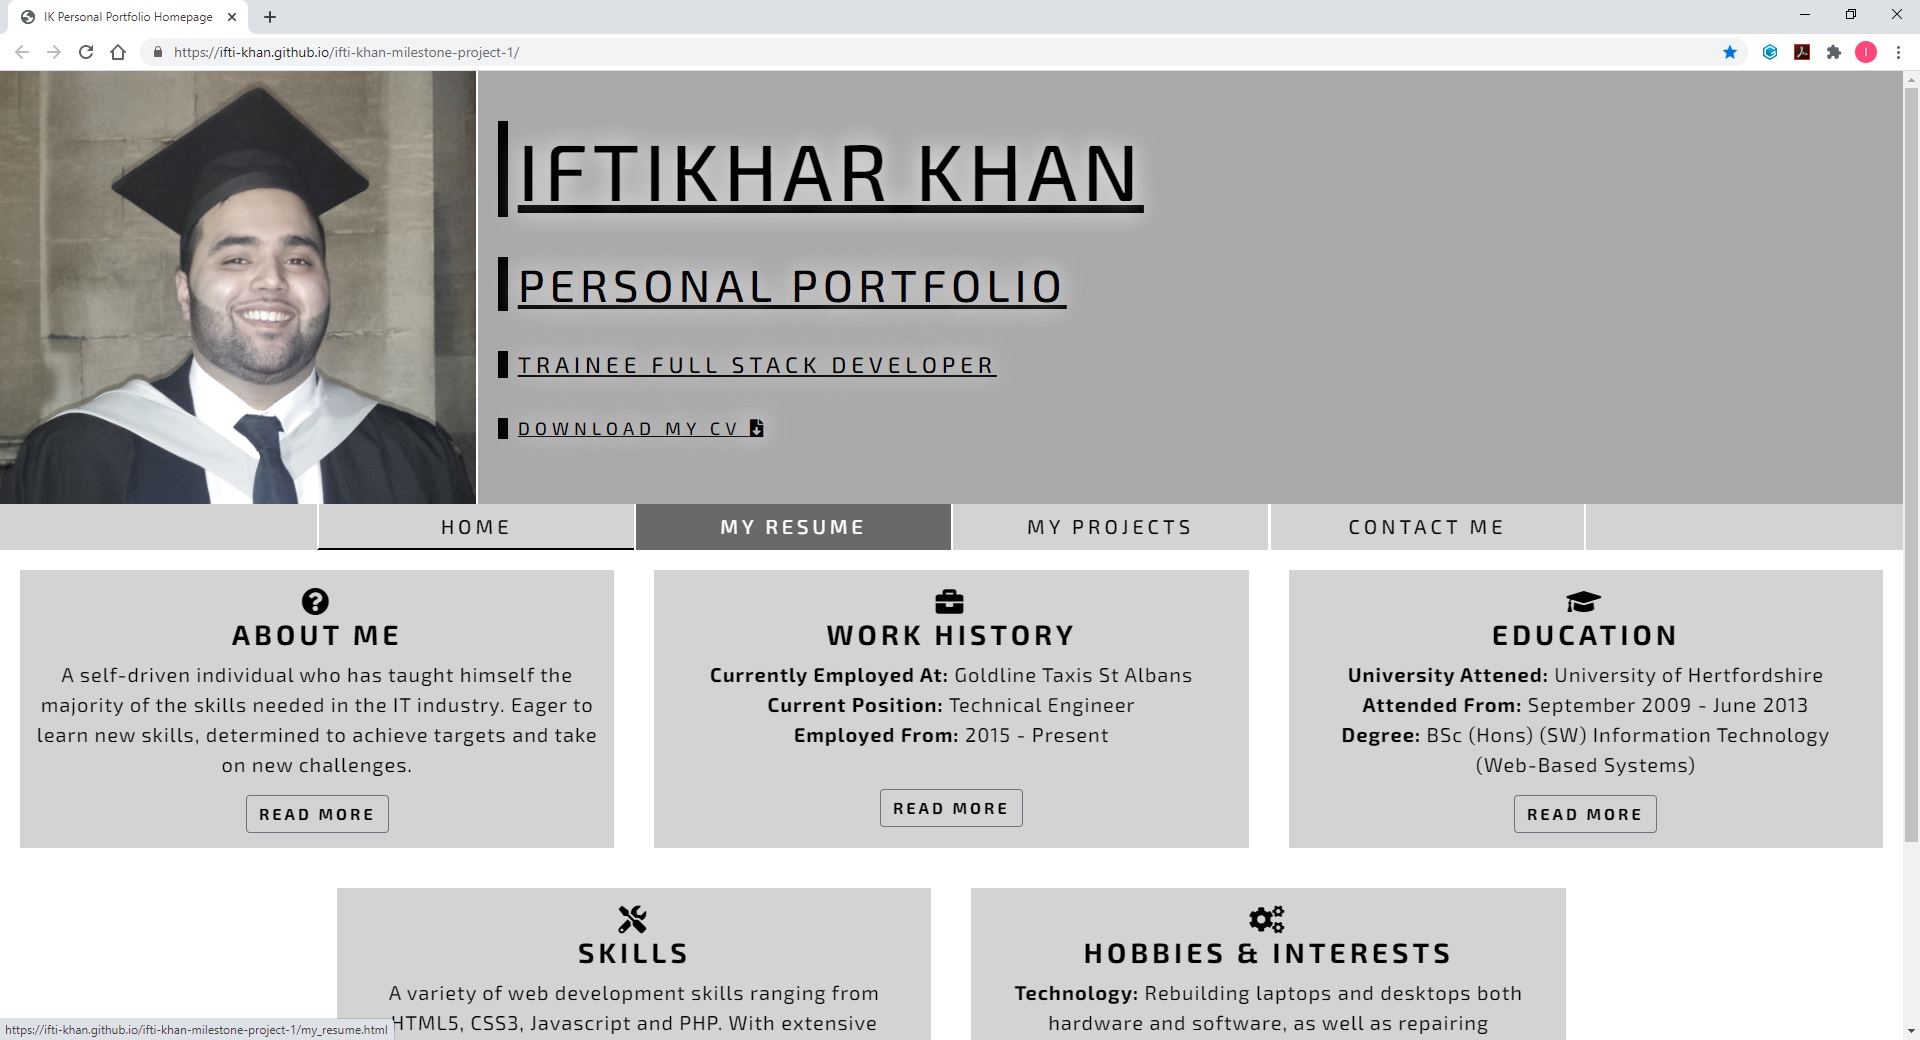 IK Personal Portfolio Homepage
https://ifti-khan.github.io/ifti-khan-milestone-project-1/
I
IFTIKHAR KHAN
PERSONAL PORTFOLIO
TRAINEE FULL STACK DEVELOPER
DOWNLOAD MY CV
HOME
MY RESUME
MY PROJECTS
CONTACT ME
ABOUT ME
A self-driven individual who has taught himself the
majority of the skills needed in the IT industry. Eager to
learn new skills, determined to achieve targets and take
on new challenges.
READ MORE
WORK HISTORY
Currently Employed At: Goldline Taxis St Albans
Current Position: Technical Engineer
Employed From: 2015 - Present
READ MORE
EDUCATION
University Attened: University of Hertfordshire
Attended From: September 2009 - June 2013
Degree: BSc (Hons) (SW) Information Technology
(Web-Based Systems)
READ MORE
SKILLS
A variety of web development skills ranging from
HTML5, CSS3, Javascript and PHP. With extensive
HOBBIES & INTERESTS
Technology: Rebuilding laptops and desktops both
hardware and software, as well as repairing
https://ifti-khan.github.io/ifti-khan-milestone-project-1/my_resume.html